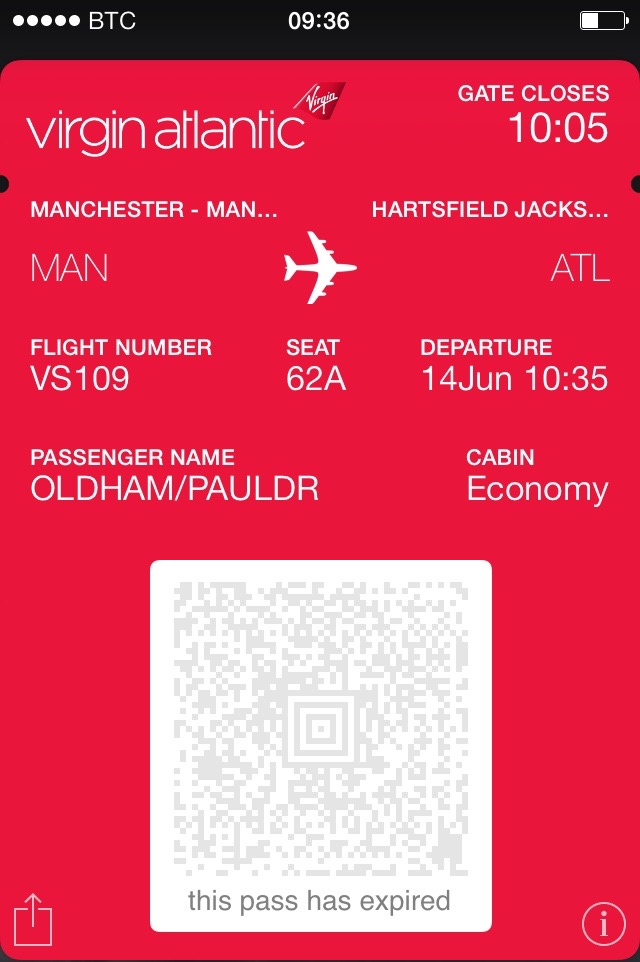 BTC 09:36
virgin atlantic Virgin
GATE CLOSES
10:05
MANCHESTER - MAN... HARTSFIELD JACKS...
MAN ATL
FLIGHT NUMBER SEAT DEPARTURE
VS109 62A 14Jun 10:35
PASSENGER NAME CABIN
OLDHAM/PAULDR Economy
this pass has expired
i